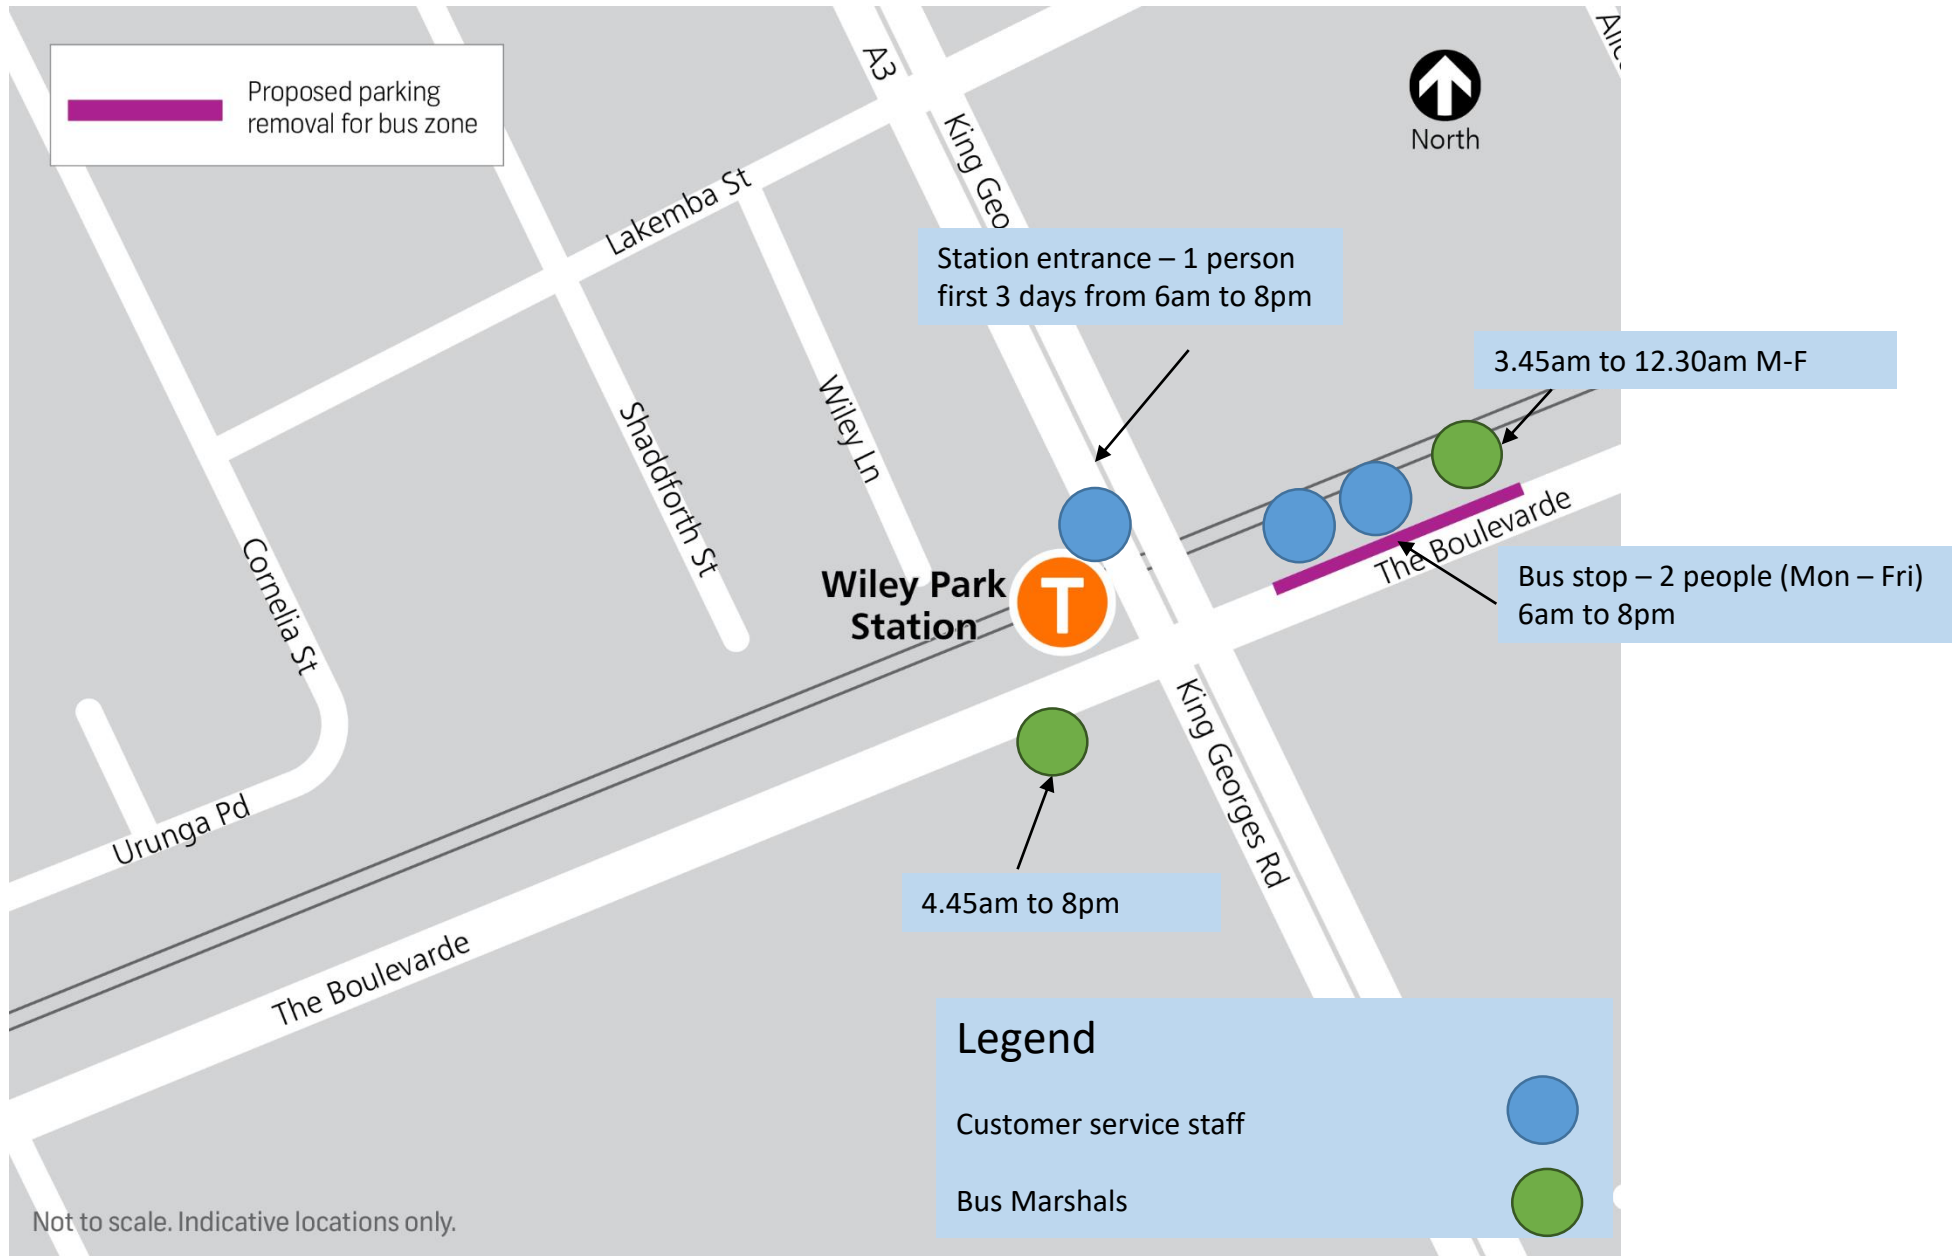 Proposed parking
removal for bus zone
A3
North
King Geo
Lakemba St
Station entrance – 1 person
first 3 days from 6am to 8pm
3.45am to 12.30am M-F
Wiley Ln
Shaddforth St
Cornelia St
The Boulevarde
Wiley Park
Station
T
Bus stop – 2 people (Mon – Fri)
6am to 8pm
King Georges Rd
Urunga Pd
4.45am to 8pm
The Boulevarde
Legend
Customer service staff
Bus Marshals
Not to scale. Indicative locations only.